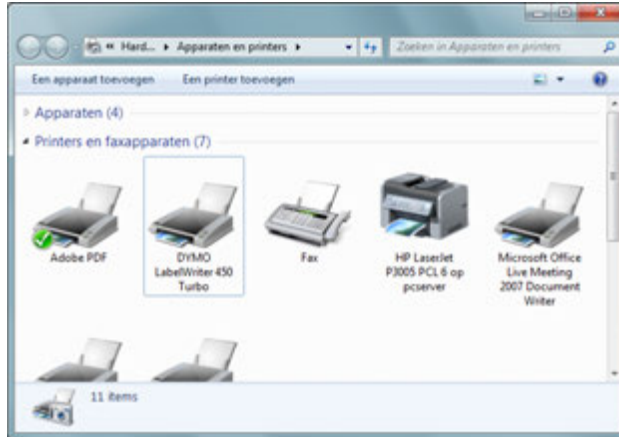 « Hard... ▸ Apparaten en printers ▸
Zoeken in Apparaten en printers
Een apparaat toevoegen Een printer toevoegen
Apparaten (4)
Printers en faxapparaten (7)
Adobe PDF
DYMO
LabelWriter 450
Turbo
Fax
HP LaserJet
P3005 PCL 6 op
pcserver
Microsoft Office
Live Meeting
2007 Document
Writer
11 items